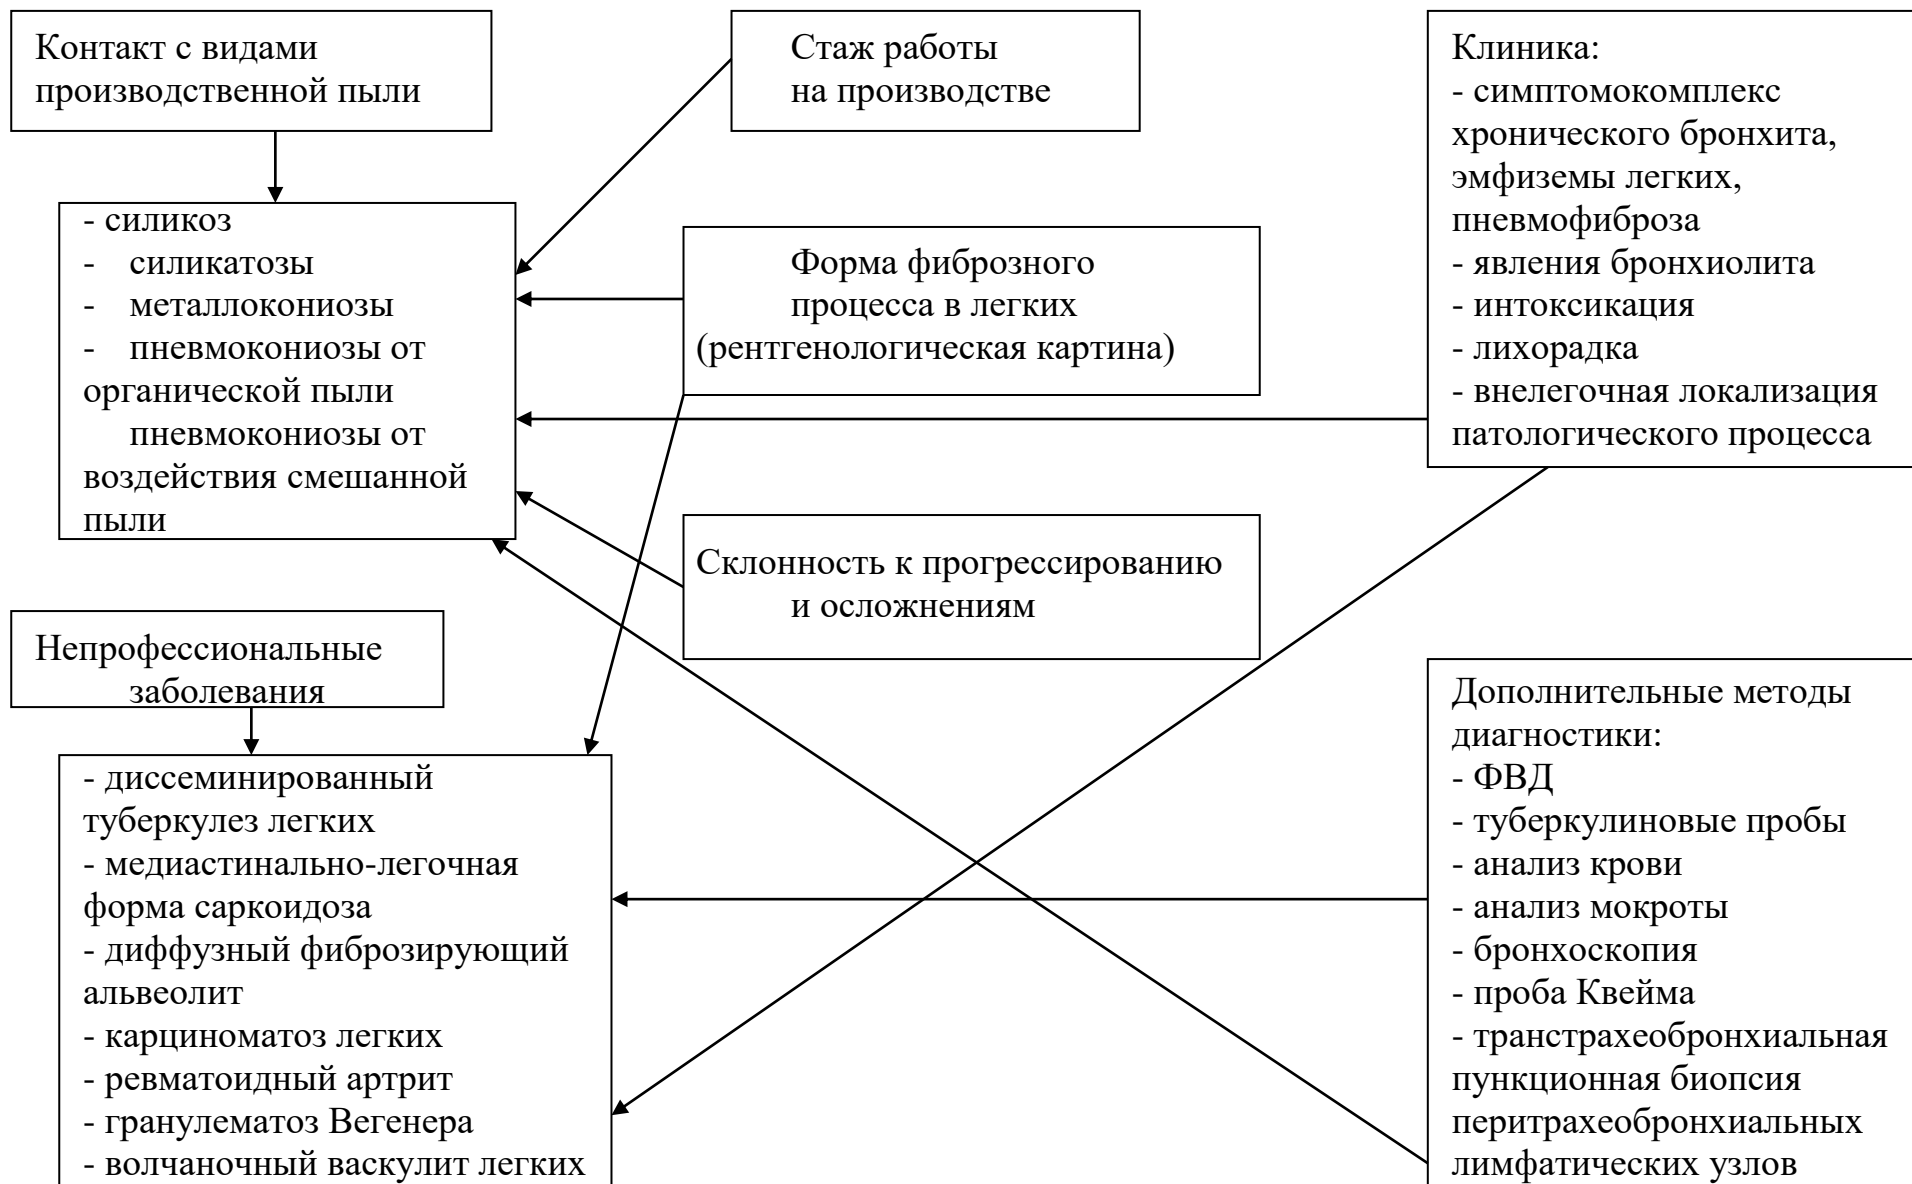 Контакт с видами
производственной пыли
Стаж работы
на производстве
Клиника:
- симптомокомплекс
хронического бронхита,
эмфиземы легких,
пневмофиброза
- явления бронхиолита
- интоксикация
- лихорадка
- внелегочная локализация
патологического процесса
- силикоз
- силикатозы
- металлокониозы
- пневмокониозы от
органической пыли
пневмокониозы от
воздействия смешанной
пыли
Форма фиброзного
процесса в легких
(рентгенологическая картина)
Склонность к прогрессированию
и осложнениям
Непрофессиональные
заболевания
- диссеминированный
туберкулез легких
- медиастинально-легочная
форма саркоидоза
- диффузный фиброзирующий
альвеолит
- карциноматоз легких
- ревматоидный артрит
- гранулематоз Вегенера
- волчаночный васкулит легких
Дополнительные методы
диагностики:
- ФВД
- туберкулиновые пробы
- анализ крови
- анализ мокроты
- бронхоскопия
- проба Квейма
- транстрахеобронхиальная
пункционная биопсия
перитрахеобронхиальных
лимфатических узлов